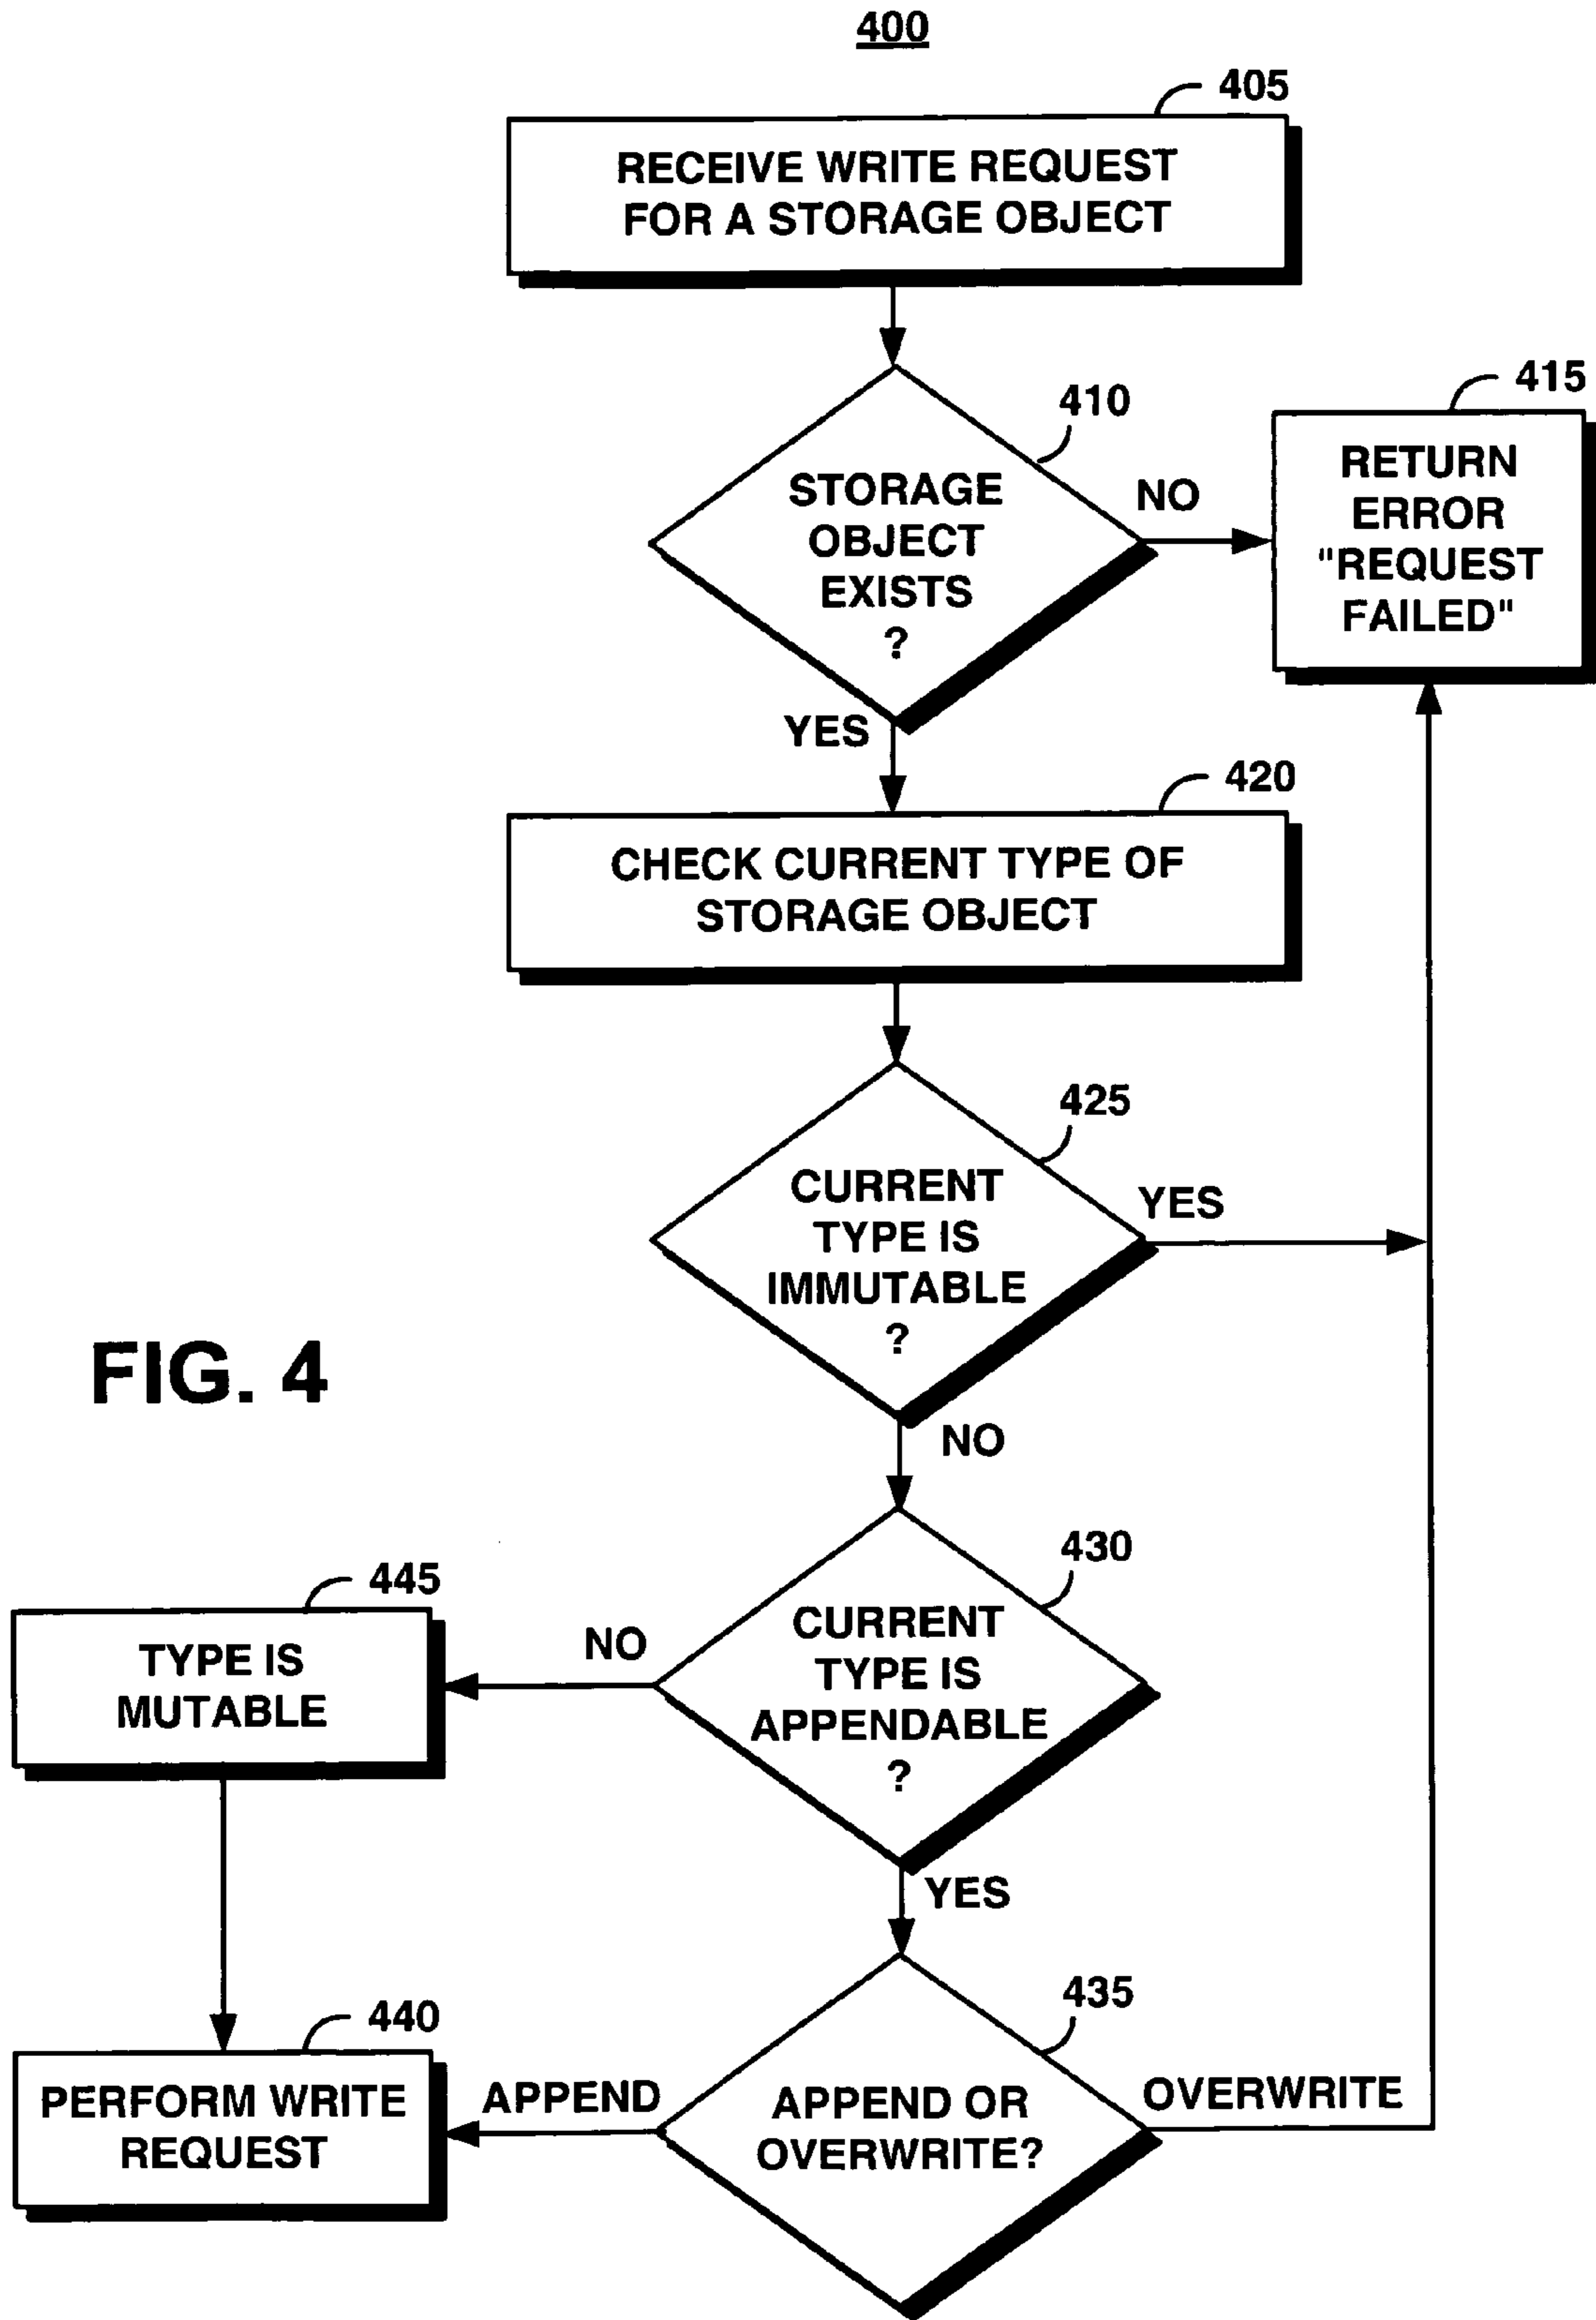 400
405
RECEIVE WRITE REQUEST
FOR A STORAGE OBJECT
410
STORAGE
OBJECT
EXISTS
?
NO
415
RETURN
ERROR
"REQUEST
FAILED"
YES
420
CHECK CURRENT TYPE OF
STORAGE OBJECT
425
CURRENT
TYPE IS
IMMUTABLE
?
YES
FIG. 4
NO
430
CURRENT
TYPE IS
APPENDABLE
?
NO
445
TYPE IS
MUTABLE
YES
435
APPEND OR
OVERWRITE?
OVERWRITE
APPEND
440
PERFORM WRITE
REQUEST